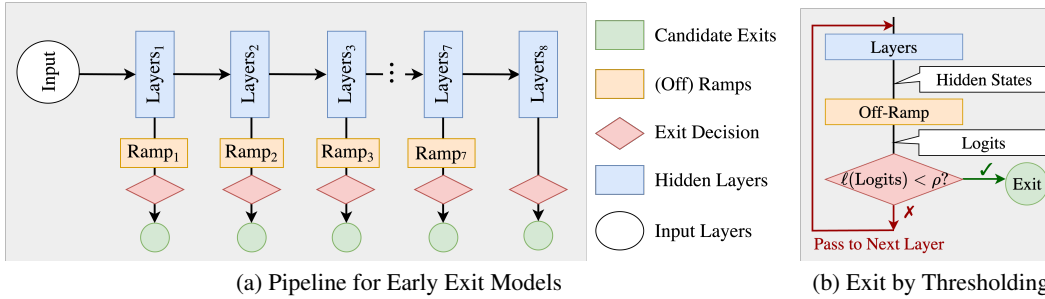 Input
Layers₁
Layers₂
Layers₃
...
Layers₇
Layers₈
Ramp₁
Ramp₂
Ramp₃
Ramp₇
Candidate Exits
(Off) Ramps
Exit Decision
Hidden Layers
Input Layers
(a) Pipeline for Early Exit Models
Layers
Hidden States
Off-Ramp
Logits
ℓ(Logits) < ρ?
✓
Exit
✗
Pass to Next Layer
(b) Exit by Thresholding